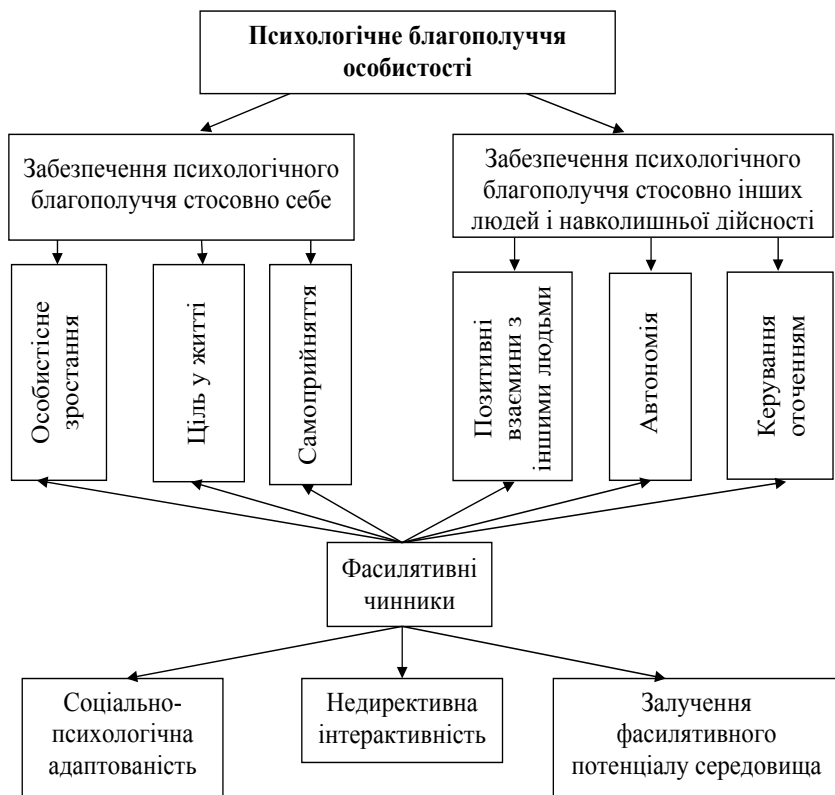 Психологічне благополуччя
особистості
Забезпечення психологічного
благополуччя стосовно себе
Забезпечення психологічного
благополуччя стосовно інших
людей і навколишньої дійсності
Особистісне
зростання
Ціль у житті
Самоприйняття
Позитивні
взаємини з
іншими людьми
Автономія
Керування
оточенням
Фасилятивні
чинники
Соціально-
психологічна
адаптованість
Недирективна
інтерактивність
Залучення
фасилятивного
потенціалу середовища